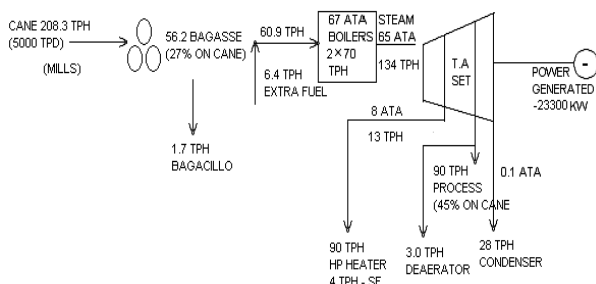 CANE 208.3 TPH
(5000 TPD)
(MILLS)
56.2 BAGASSE
(27% ON CANE)
1.7 TPH
BAGACILLO
60.9 TPH
6.4 TPH
EXTRA FUEL
67 ATA
BOILERS
2×70
TPH
STEAM
65 ATA
134 TPH
T.A
SET
POWER
GENERATED
-23300 KW
-
8 ATA
13 TPH
90 TPH
PROCESS
(45% ON CANE
0.1 ATA
90 TPH
HP HEATER
4 TPH - SF
3.0 TPH
DEAERATOR
28 TPH
CONDENSER